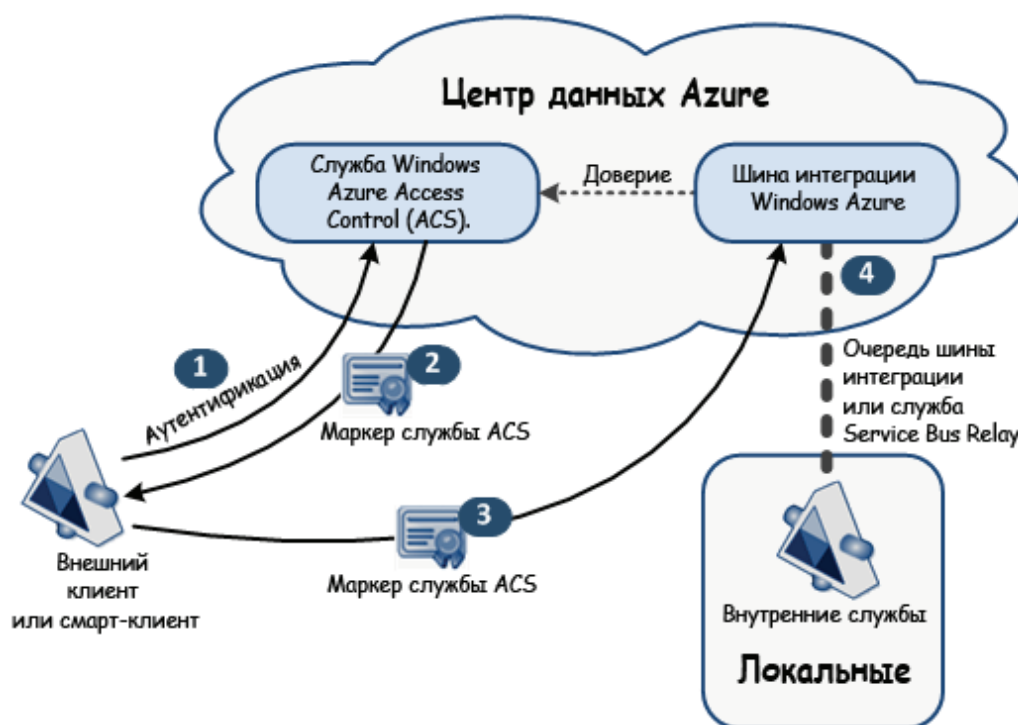 Центр данных Azure
Служба Windows
Azure Access
Control (ACS).
Доверие
Шина интеграции
Windows Azure
4
1
Аутентификация
2
Маркер службы ACS
Очередь шины
интеграции
или служба
Service Bus Relay
3
Маркер службы ACS
Внешний
клиент
или смарт-клиент
Внутренние службы
Локальные